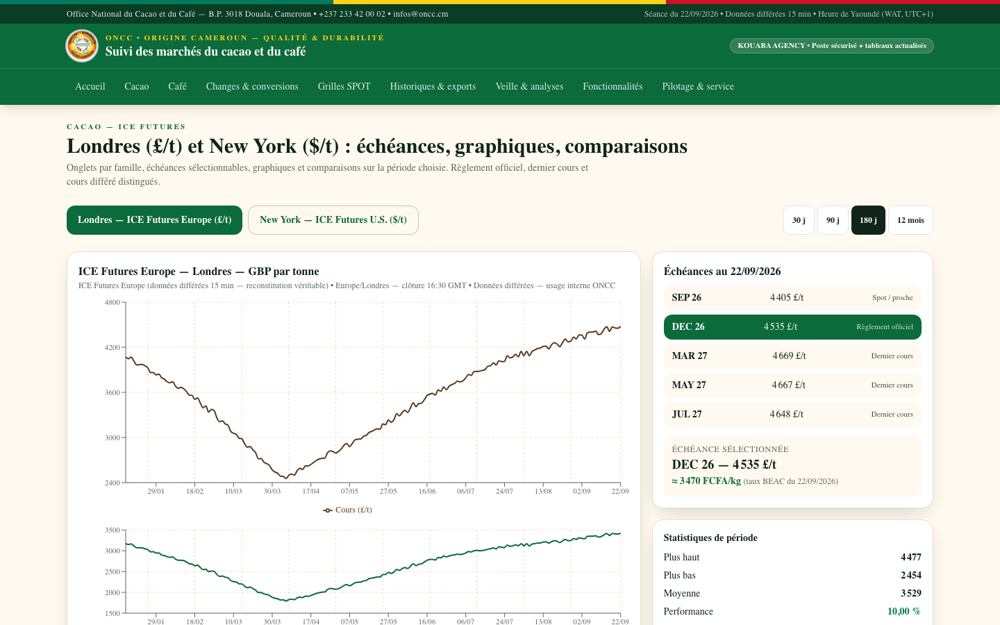 Office National du Cacao et du Café — B.P. 3018 Douala, Cameroun • +237 233 42 00 02 • infos@oncc.cm
Séance du 22/09/2026 • Données différées 15 min • Heure de Yaoundé (WAT, UTC+1)
ONCC • ORIGINE CAMEROUN — QUALITÉ & DURABILITÉ
Suivi des marchés du cacao et du café
KOUABA AGENCY • Poste sécurisé + tableaux actualisés
Accueil
Cacao
Café
Changes & conversions
Grilles SPOT
Historiques & exports
Veille & analyses
Fonctionnalités
Pilotage & service
CACAO — ICE FUTURES
Londres (£/t) et New York ($/t) : échéances, graphiques, comparaisons
Onglets par famille, échéances sélectionnables, graphiques et comparaisons sur la période choisie. Règlement officiel, dernier cours et
cours différé distingués.
Londres — ICE Futures Europe (£/t)
New York — ICE Futures U.S. ($/t)
30 j
90 j
180 j
12 mois
ICE Futures Europe — Londres — GBP par tonne
ICE Futures Europe (données différées 15 min — reconstitution vérifiable) • Europe/Londres — clôture 16:30 GMT • Données différées — usage interne ONCC
4800
4200
3600
3000
2400
29/01 18/02 10/03 30/03 17/04 07/05 27/05 16/06 06/07 24/07 13/08 02/09 22/09
Cours (£/t)
3500
3000
2500
2000
1500
29/01 18/02 10/03 30/03 17/04 07/05 27/05 16/06 06/07 24/07 13/08 02/09 22/09
Échéances au 22/09/2026
SEP 26 4 405 £/t Spot / proche
DEC 26 4 535 £/t Règlement officiel
MAR 27 4 669 £/t Dernier cours
MAY 27 4 667 £/t Dernier cours
JUL 27 4 648 £/t Dernier cours
ÉCHÉANCE SÉLECTIONNÉE
DEC 26 — 4 535 £/t
≈ 3 470 FCFA/kg (taux BEAC du 22/09/2026)
Statistiques de période
Plus haut 4 477
Plus bas 2 454
Moyenne 3 529
Performance 10,00 %